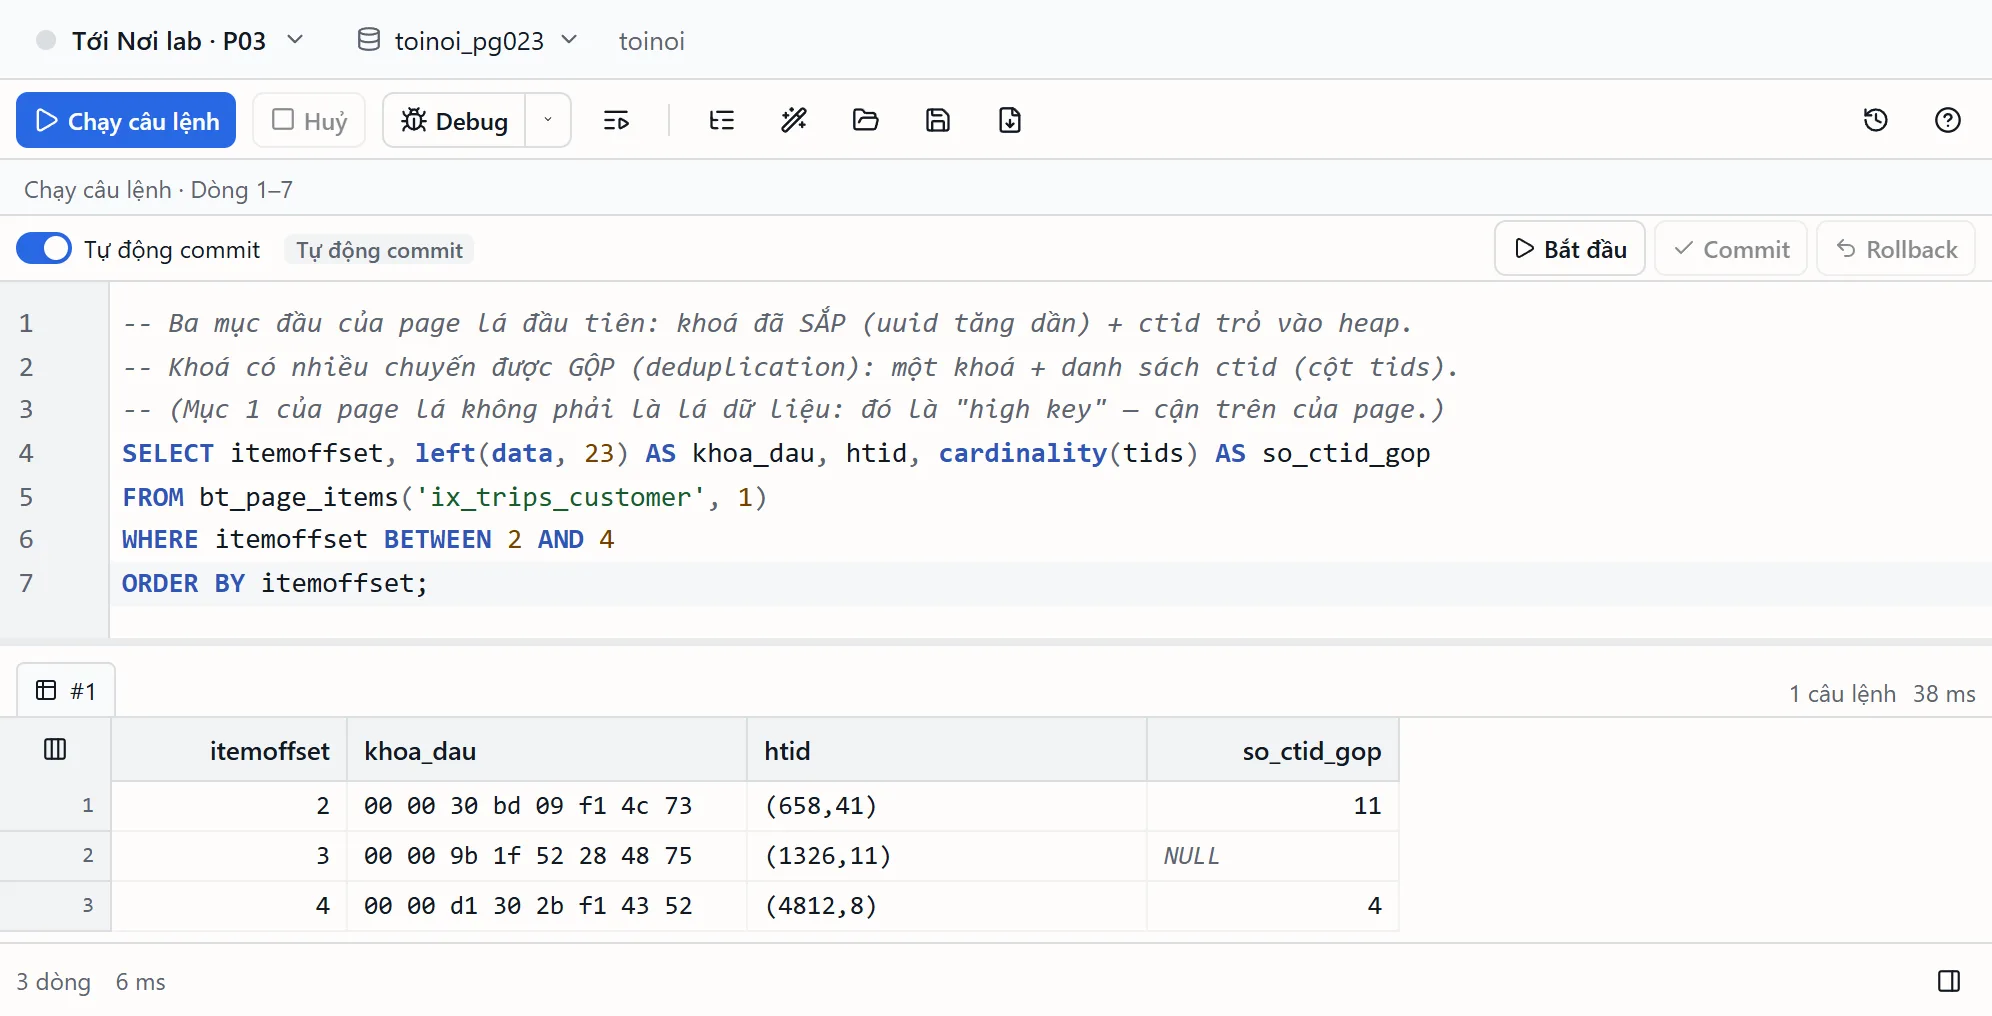 Tới Nơi lab · P03 toinoi_pg023 toinoi
Chạy câu lệnh Huỷ Debug
Chạy câu lệnh · Dòng 1–7
Tự động commit Tự động commit Bắt đầu Commit Rollback
1 -- Ba mục đầu của page lá đầu tiên: khoá đã SẮP (uuid tăng dần) + ctid trỏ vào heap.
2 -- Khoá có nhiều chuyến được GỘP (deduplication): một khoá + danh sách ctid (cột tids).
3 -- (Mục 1 của page lá không phải là lá dữ liệu: đó là "high key" — cận trên của page.)
4 SELECT itemoffset, left(data, 23) AS khoa_dau, htid, cardinality(tids) AS so_ctid_gop
5 FROM bt_page_items('ix_trips_customer', 1)
6 WHERE itemoffset BETWEEN 2 AND 4
7 ORDER BY itemoffset;
#1 1 câu lệnh 38 ms
itemoffset khoa_dau htid so_ctid_gop
1 2 00 00 30 bd 09 f1 4c 73 (658,41) 11
2 3 00 00 9b 1f 52 28 48 75 (1326,11) NULL
3 4 00 00 d1 30 2b f1 43 52 (4812,8) 4
3 dòng 6 ms